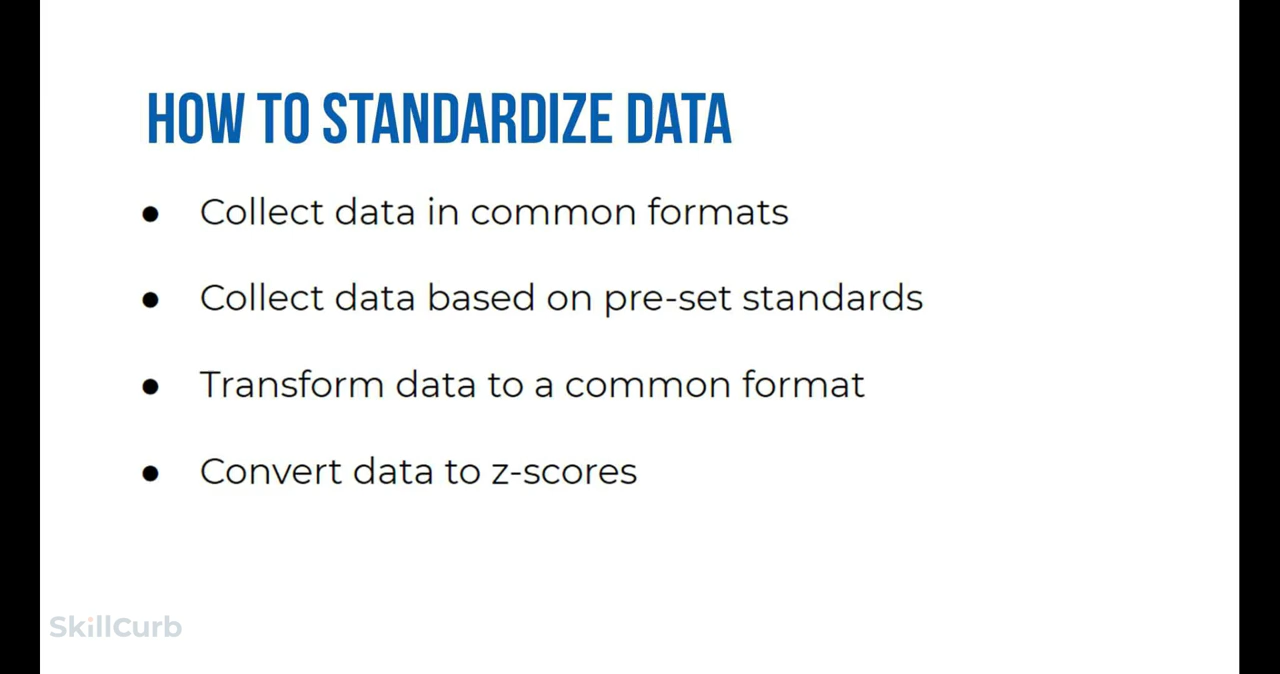 HOW TO STANDARDIZE DATA
● Collect data in common formats
● Collect data based on pre-set standards
● Transform data to a common format
● Convert data to z-scores
SkillCurb